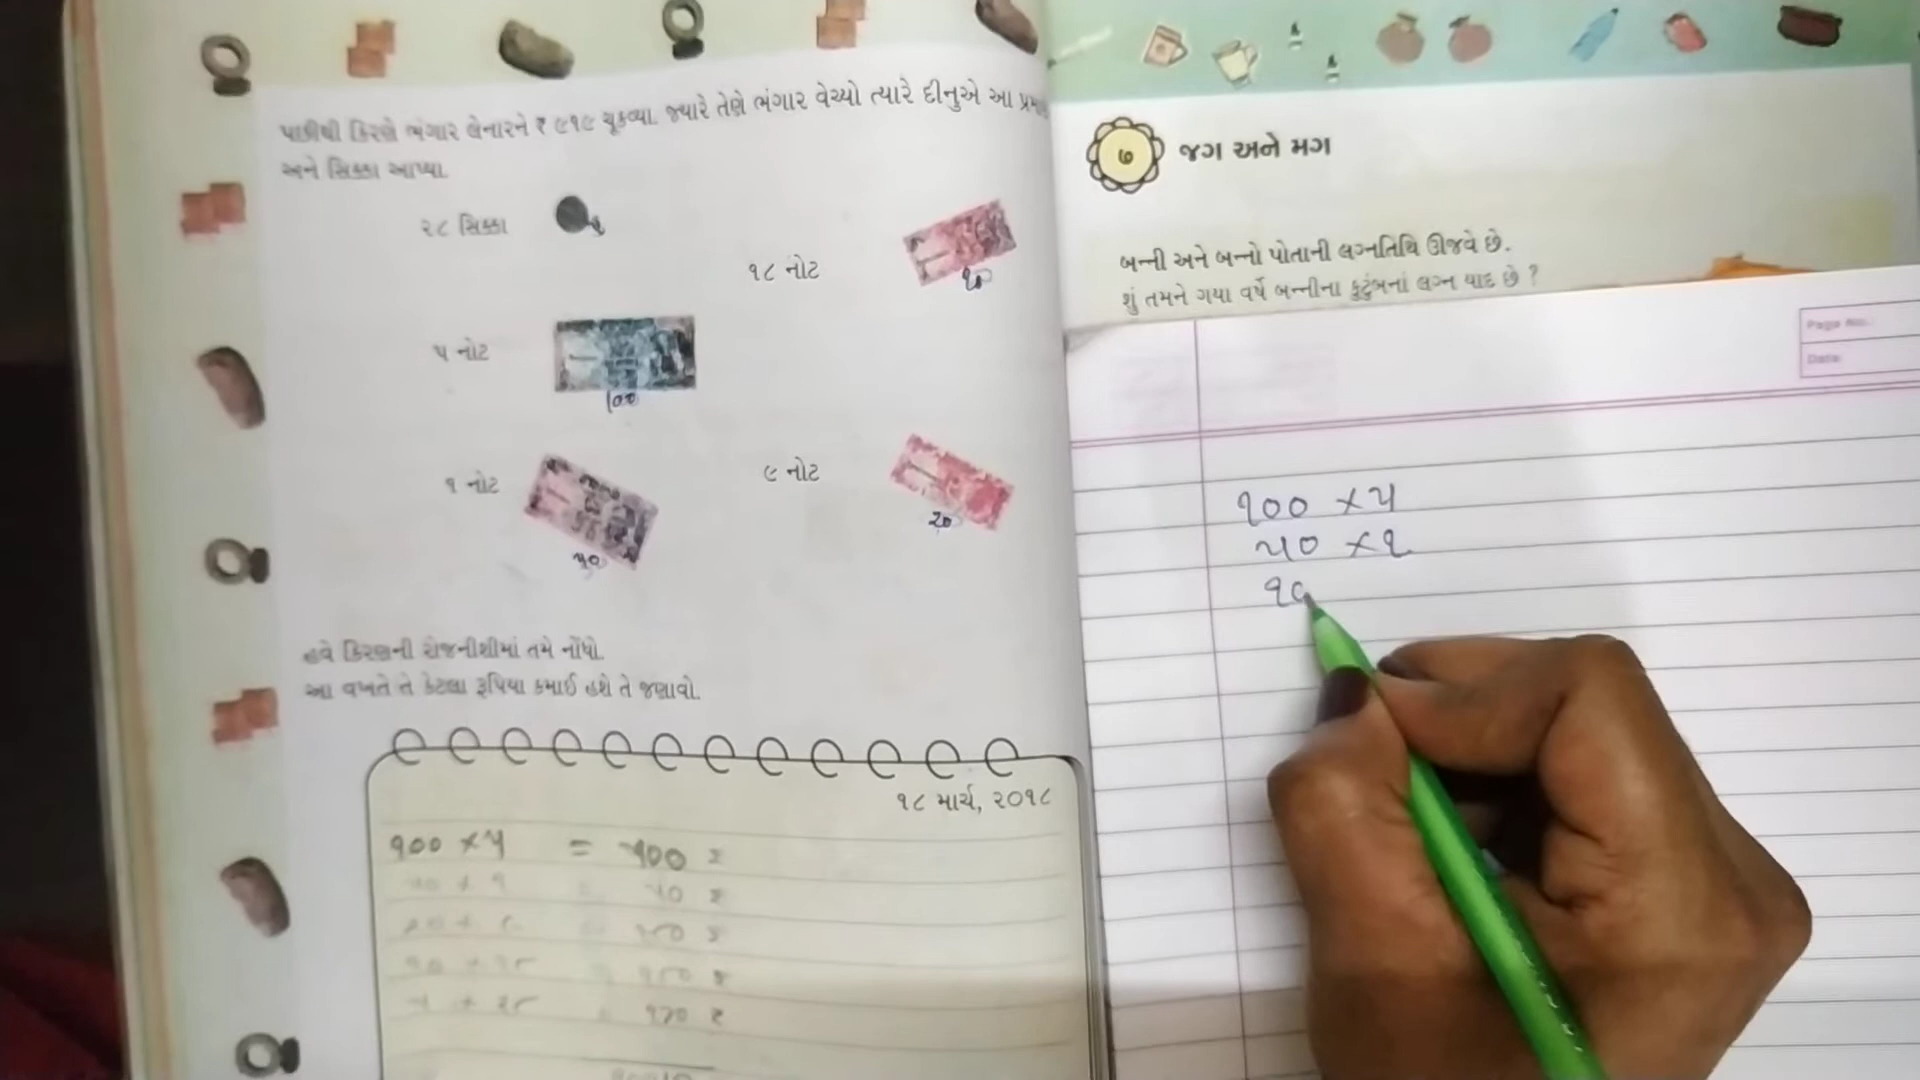 પાછીથી કિરણે ભંગાર લેનારને ₹ ૯૧૯ ચૂકવ્યા. જ્યારે તેણે ભંગાર વેચ્યો ત્યારે દીનુએ આ
અને સિક્કા આપ્યા.
૨૮ સિક્કા
૧૮ નોટ
૧૦
૫ નોટ
100
૧ નોટ
૫૦
૯ નોટ
૨૦
હવે કિરણની રોજનીશીમાં તમે નોંધો.
આ વખતે તે કેટલા રૂપિયા કમાઈ હશે તે જણાવો.
૧૮ માર્ચ, ૨૦૧૮
૧૦૦ × ૫ = ૫૦૦ ₹
૭
જગ અને મગ
બન્ની અને બન્નો પોતાની લગ્નતિથિ ઊજવે છે.
શું તમને ગયા વર્ષે બન્નીના કુટુંબનાં લગ્ન યાદ છે ?
Page No.:
Date:
૧૦૦ × ૫
૫૦ × ૧
૧૦